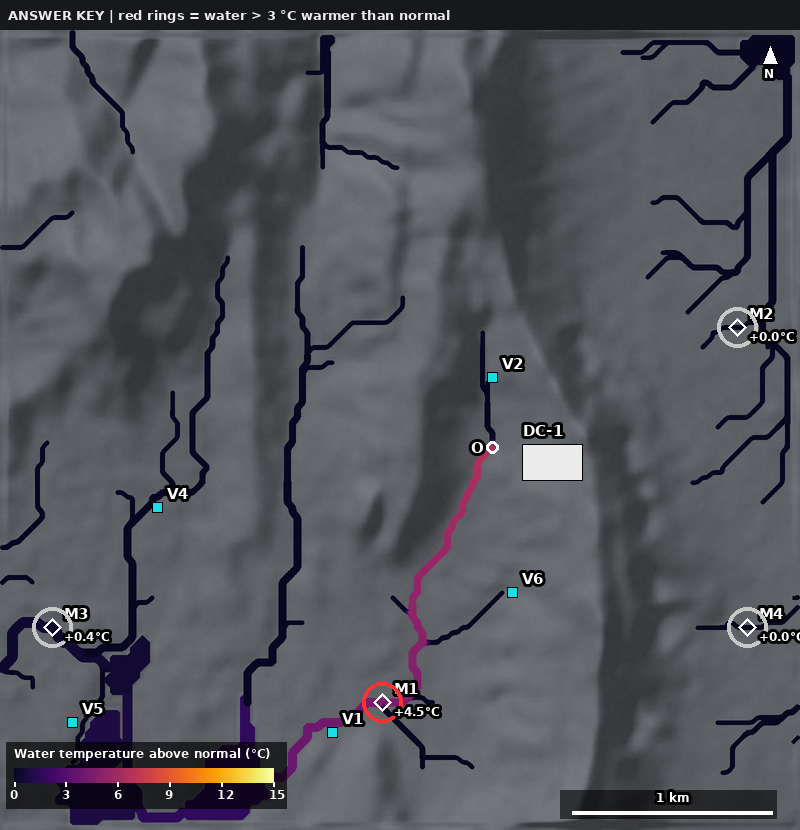 ANSWER KEY | red rings = water > 3 °C warmer than normal
N
M2
+0.0°C
V2
DC-1
O
V4
V6
M3
+0.4°C
M4
+0.0°C
M1
+4.5°C
V5
V1
Water temperature above normal (°C)
0 3 6 9 12 15
1 km